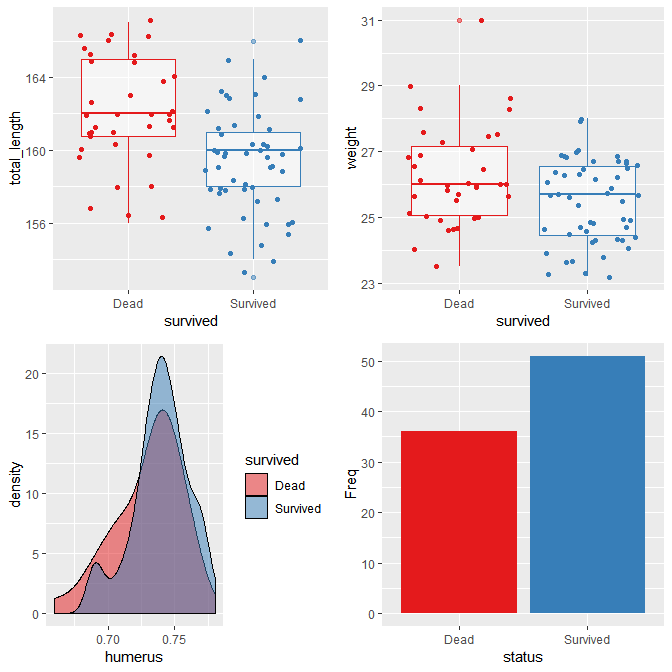 total_length
164
160
156
Dead
Survived
survived
weight
31
29
27
25
23
Dead
Survived
survived
density
20
15
10
5
0
0.70
0.75
humerus
survived
Dead
Survived
Freq
50
40
30
20
10
0
Dead
Survived
status